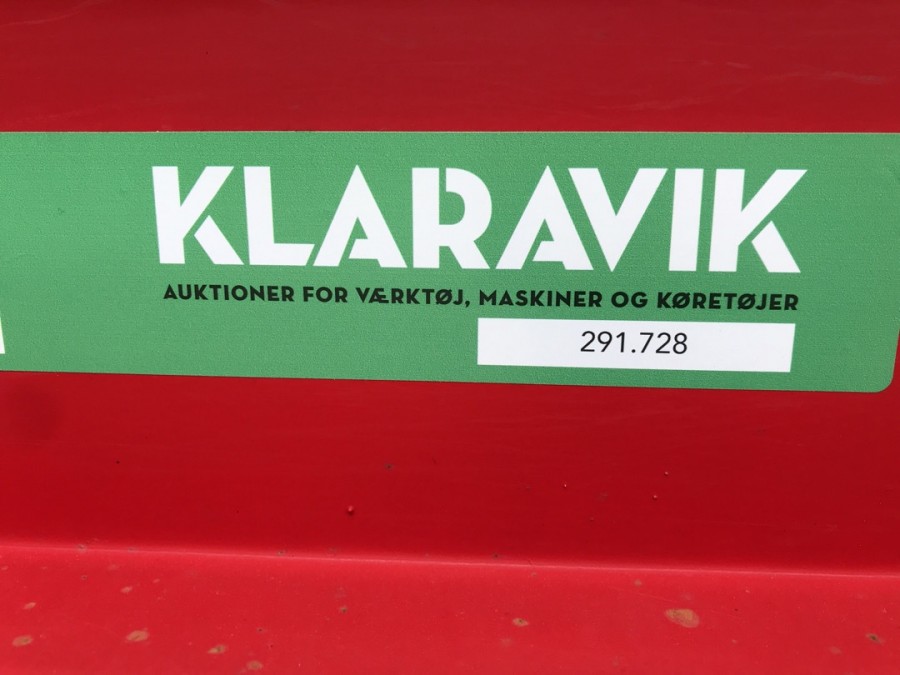 KLARAVIK
AUKTIONER FOR VÆRKTØJ, MASKINER OG KØRETØJER
291.728